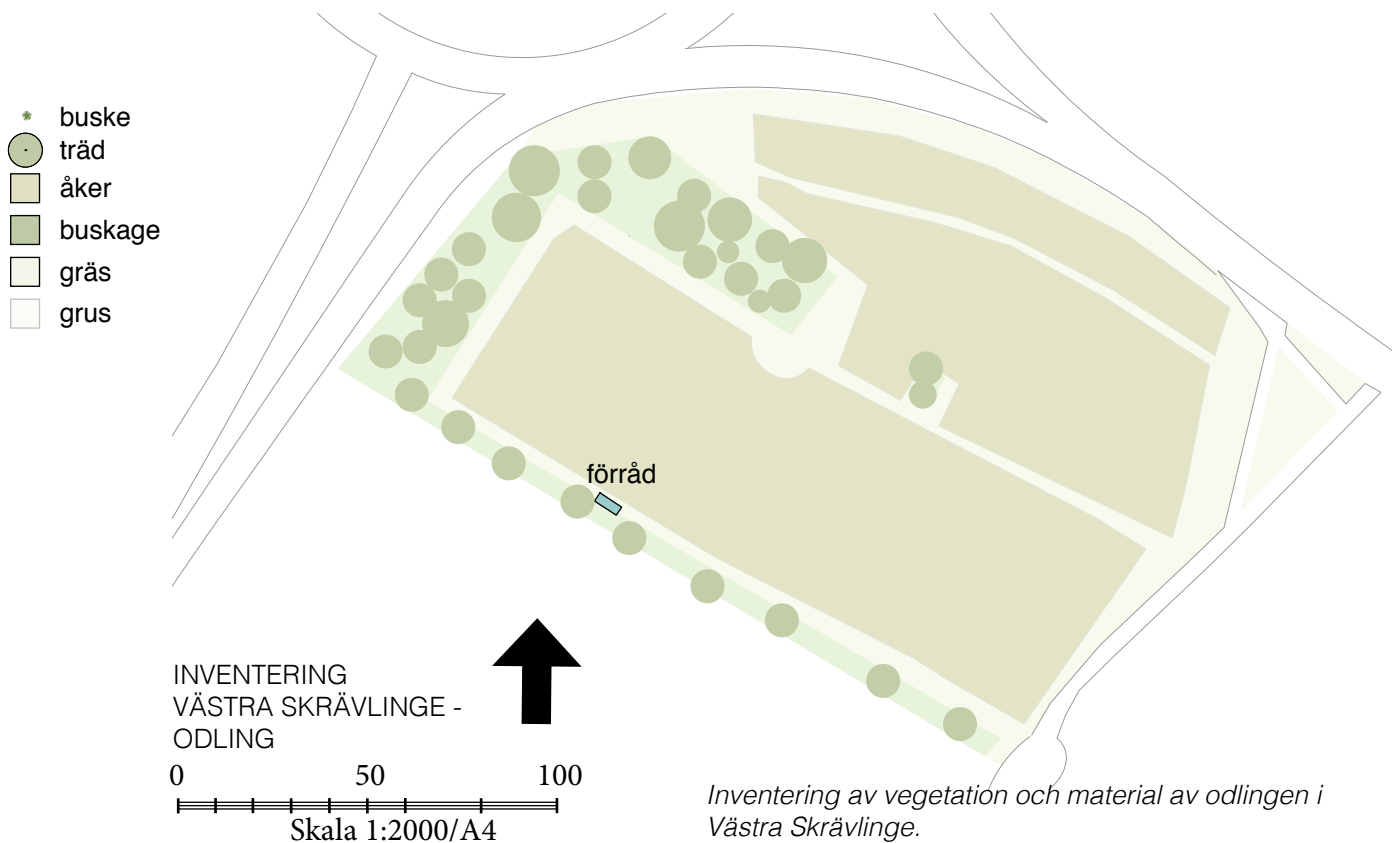 buske
träd
åker
buskage
gräs
grus
förråd
INVENTERING
VÄSTRA SKRÄVLINGE -
ODLING
0 50 100
Skala 1:2000/A4
Inventering av vegetation och material av odlingen i
Västra Skrävlinge.